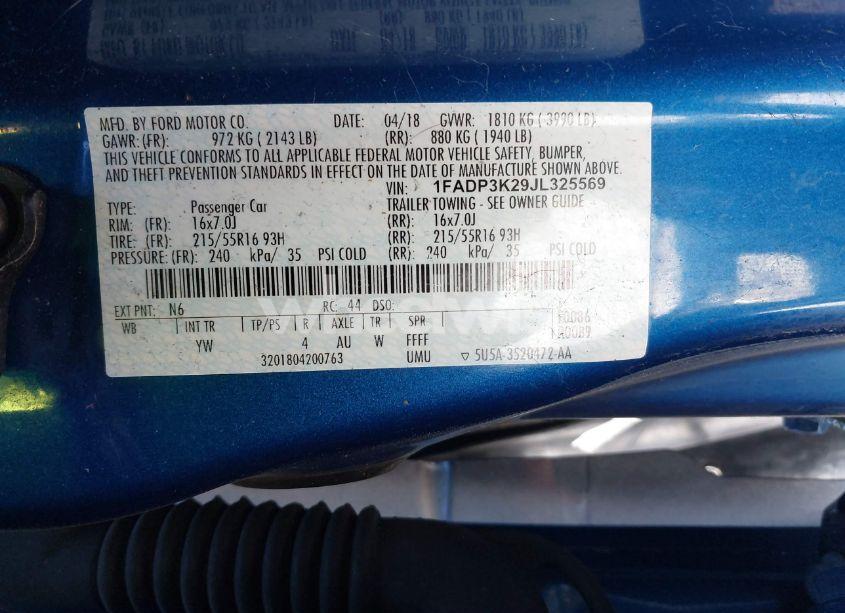 MFD. BY FORD MOTOR CO. DATE: 04/18 GVWR: 1810 KG ( 3990 LB)
GAWR: (FR): 972 KG ( 2143 LB) (RR): 880 KG ( 1940 LB)
THIS VEHICLE CONFORMS TO ALL APPLICABLE FEDERAL MOTOR VEHICLE SAFETY, BUMPER,
AND THEFT PREVENTION STANDARDS IN EFFECT ON THE DATE OF MANUFACTURE SHOWN ABOVE.
VIN: 1FADP3K29JL325569
TYPE: Passenger Car TRAILER TOWING - SEE OWNER GUIDE
RIM: (FR): 16x7.0J (RR): 16x7.0J
TIRE: (FR): 215/55R16 93H (RR): 215/55R16 93H
PRESSURE: (FR): 240 kPa/ 35 PSI COLD (RR): 240 kPa/ 35 PSI COLD
EXT PNT: N6 RC: 44 DSO:
WB INT TR TP/PS R AXLE TR SPR
YW 4 AU W FFFF
3201804200763 UMU ▽ 5U5A-3520472-AA